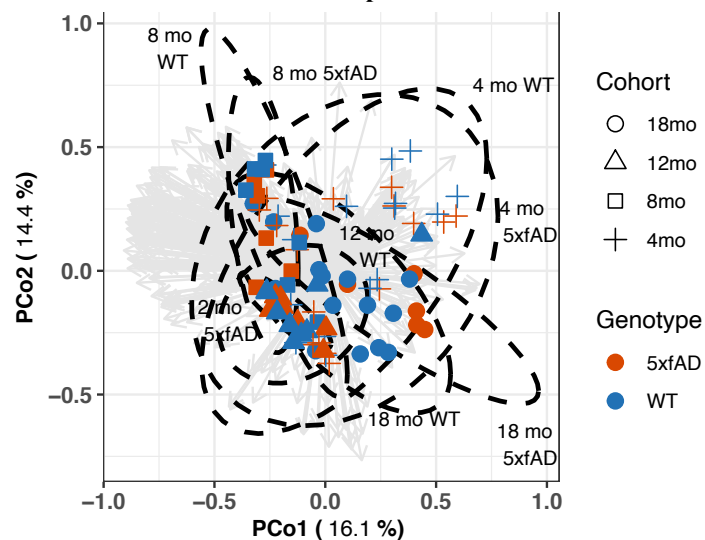 1.0
0.5
0.0
−0.5
−1.0
−0.5
0.0
0.5
1.0
PCo2 ( 14.4 %)
PCo1 ( 16.1 %)
8 mo
WT
8 mo 5xfAD
4 mo WT
4 mo
5xfAD
12 mo
WT
2 mo
5xfAD
18 mo WT
18 mo
5xfAD
Cohort
18mo
12mo
8mo
4mo
Genotype
5xfAD
WT